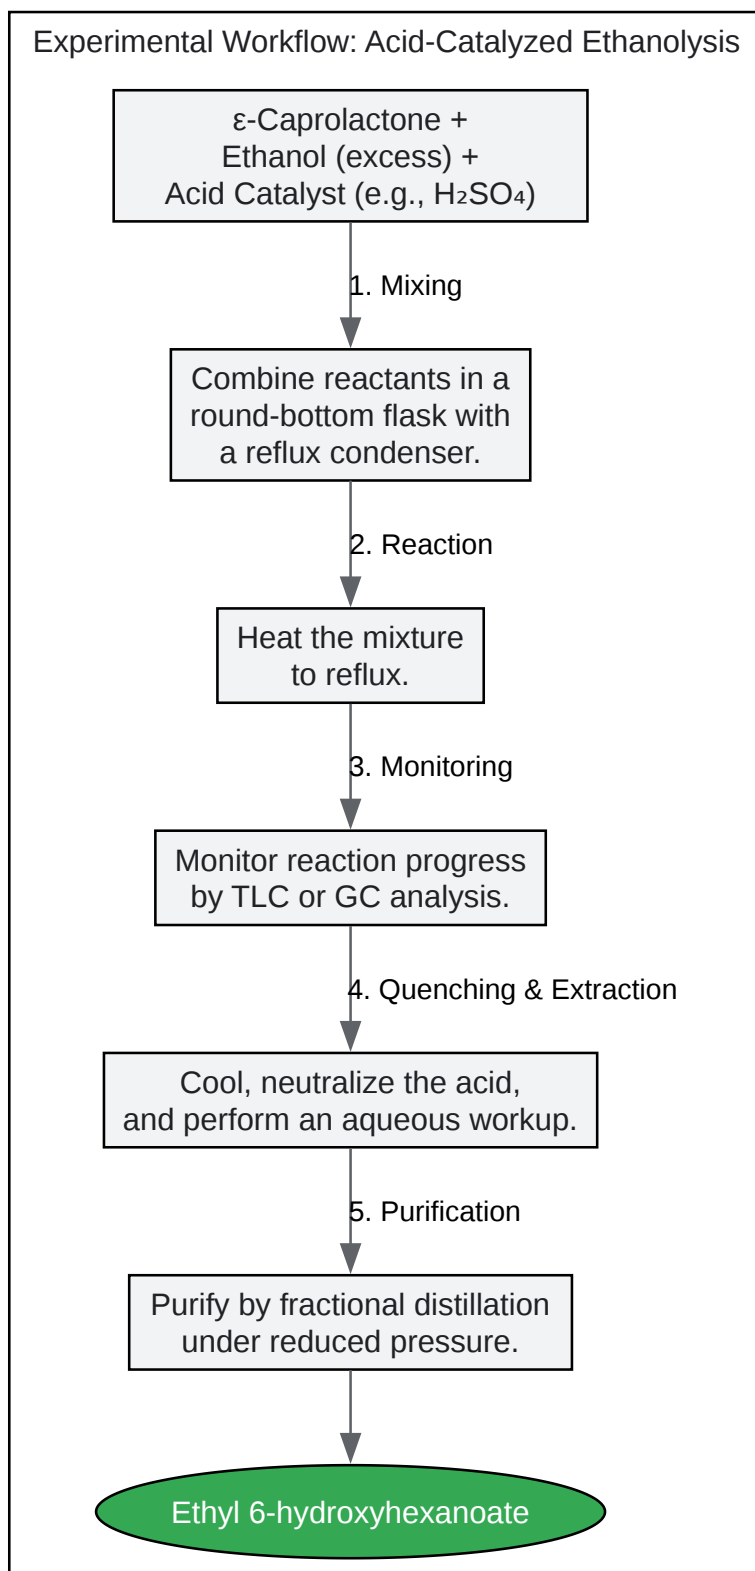 Experimental Workflow: Acid-Catalyzed Ethanolysis
ε-Caprolactone +
Ethanol (excess) +
Acid Catalyst (e.g., H₂SO₄)
1. Mixing
Combine reactants in a
round-bottom flask with
a reflux condenser.
2. Reaction
Heat the mixture
to reflux.
3. Monitoring
Monitor reaction progress
by TLC or GC analysis.
4. Quenching & Extraction
Cool, neutralize the acid,
and perform an aqueous workup.
5. Purification
Purify by fractional distillation
under reduced pressure.
Ethyl 6-hydroxyhexanoate